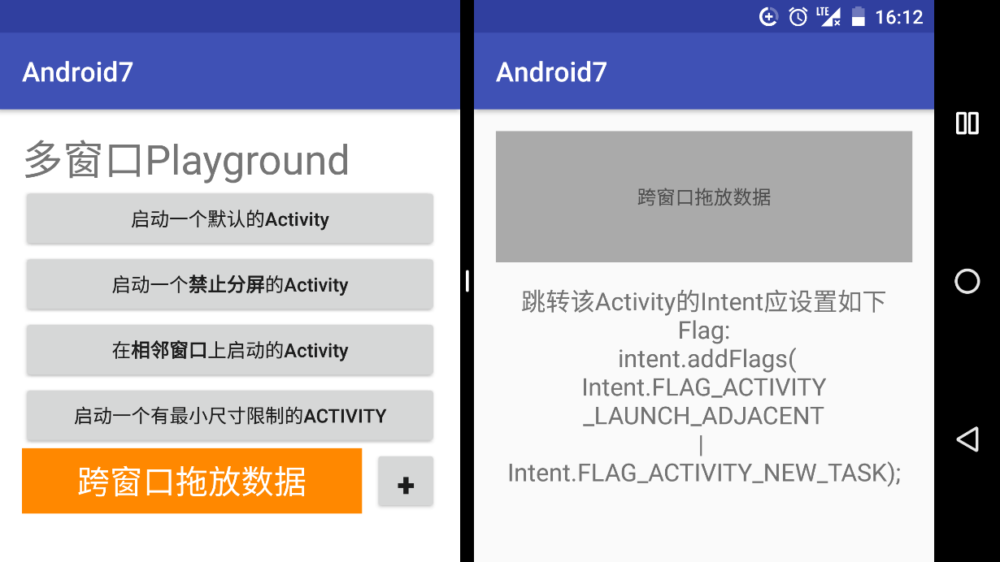 Android7
多窗口Playground
启动一个默认的Activity
启动一个禁止分屏的Activity
在相邻窗口上启动的Activity
启动一个有最小尺寸限制的ACTIVITY
跨窗口拖放数据
+
LTE 16:12
Android7
跨窗口拖放数据
跳转该Activity的Intent应设置如下
Flag:
intent.addFlags(
Intent.FLAG_ACTIVITY
_LAUNCH_ADJACENT
|
Intent.FLAG_ACTIVITY_NEW_TASK);